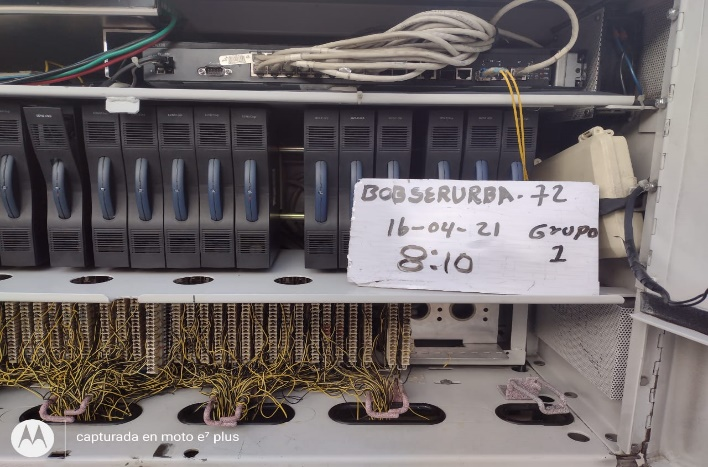 BOBSERURBA-72
16-04-21 Grupo
8:10 1
capturada en moto e⁷ plus